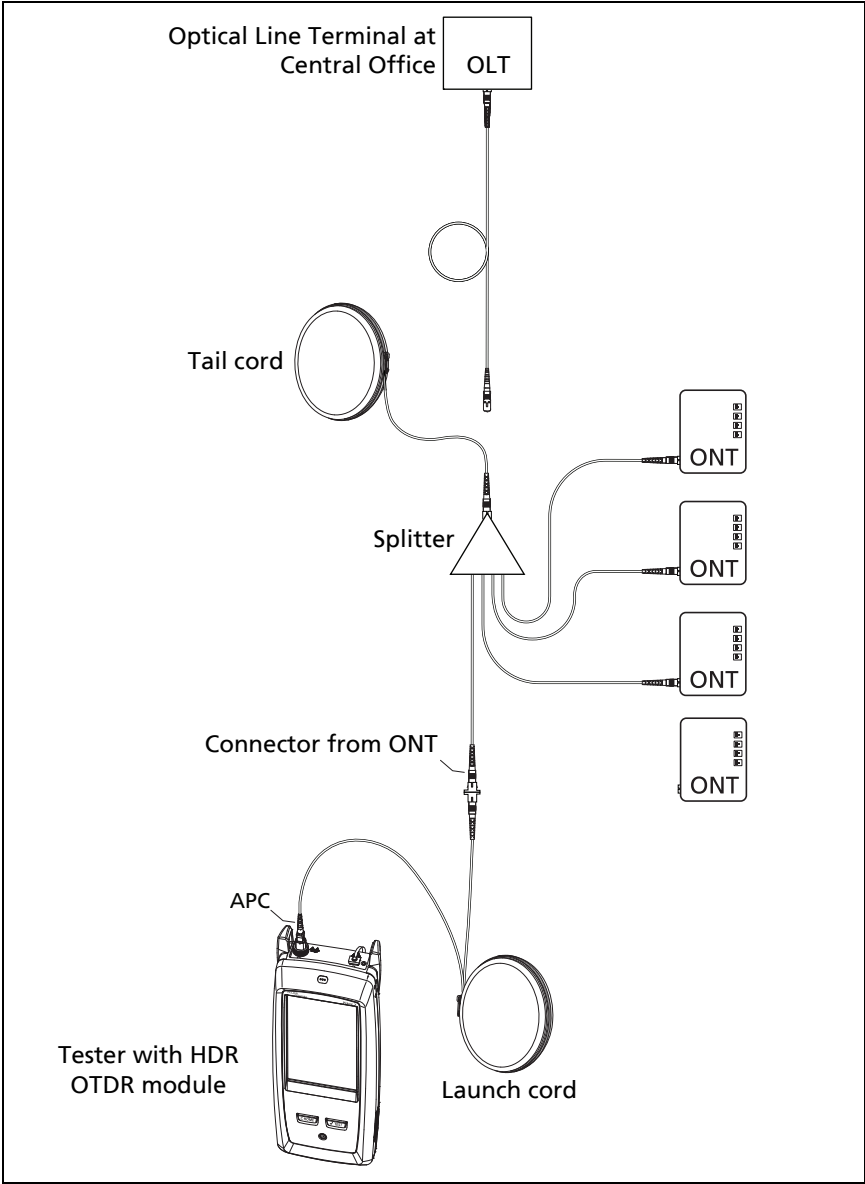 Optical Line Terminal at
Central Office
OLT
Tail cord
ONT
Splitter
ONT
ONT
Connector from ONT
ONT
APC
Tester with HDR
OTDR module
Launch cord